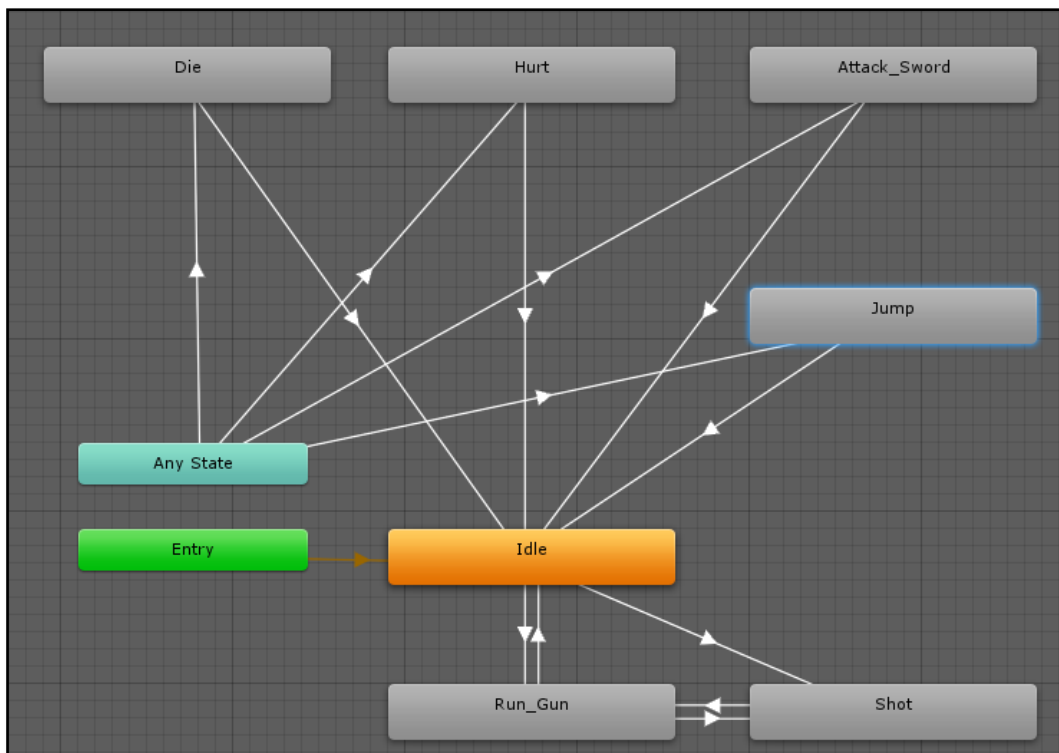 Die
Hurt
Attack_Sword
Jump
Any State
Entry
Idle
Run_Gun
Shot